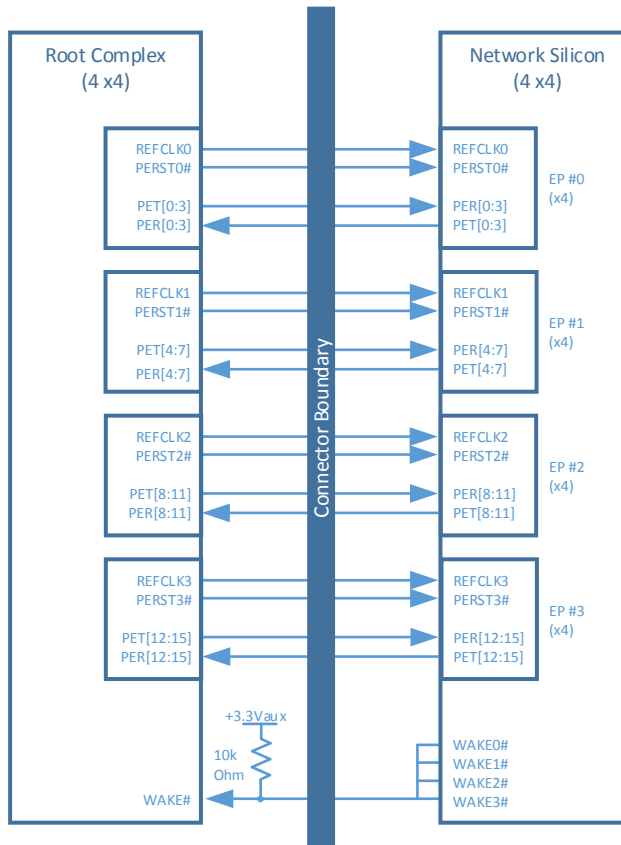 Root Complex
(4 x4)
REFCLK0
PERST0#
PET[0:3]
PER[0:3]
REFCLK1
PERST1#
PET[4:7]
PER[4:7]
REFCLK2
PERST2#
PET[8:11]
PER[8:11]
REFCLK3
PERST3#
PET[12:15]
PER[12:15]
+3.3Vaux
10k
Ohm
WAKE#
Connector Boundary
Network Silicon
(4 x4)
REFCLK0
PERST0#
PER[0:3]
PET[0:3]
EP #0
(x4)
REFCLK1
PERST1#
PER[4:7]
PET[4:7]
EP #1
(x4)
REFCLK2
PERST2#
PER[8:11]
PET[8:11]
EP #2
(x4)
REFCLK3
PERST3#
PER[12:15]
PET[12:15]
EP #3
(x4)
WAKE0#
WAKE1#
WAKE2#
WAKE3#